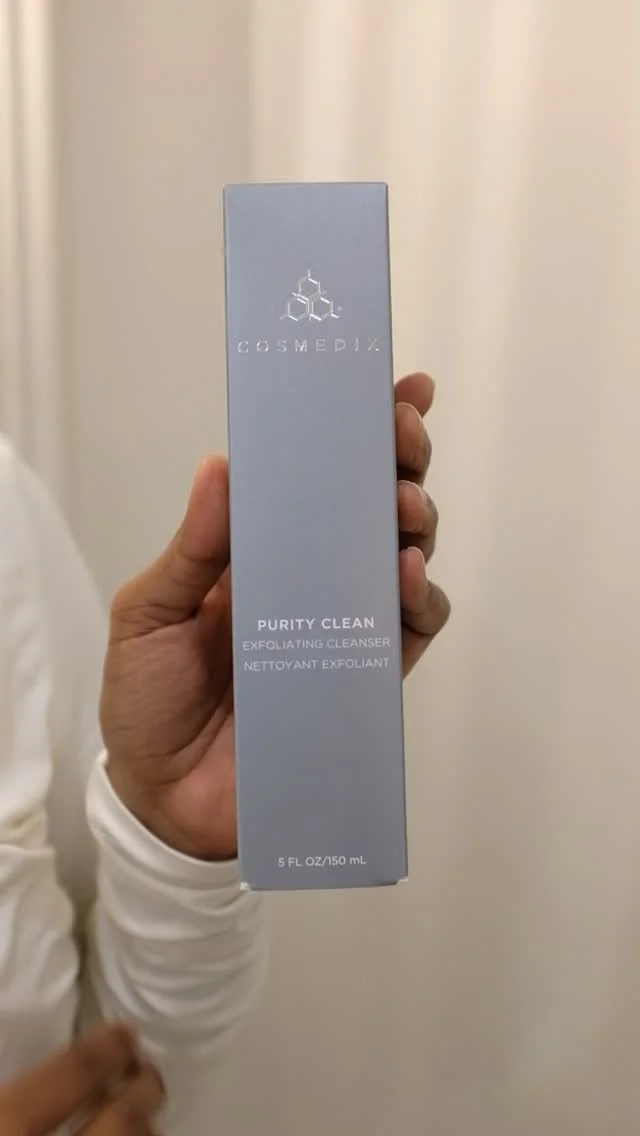 COSMEDIX
PURITY CLEAN
EXFOLIATING CLEANSER
NETTOYANT EXFOLIANT
5 FL OZ/150 mL